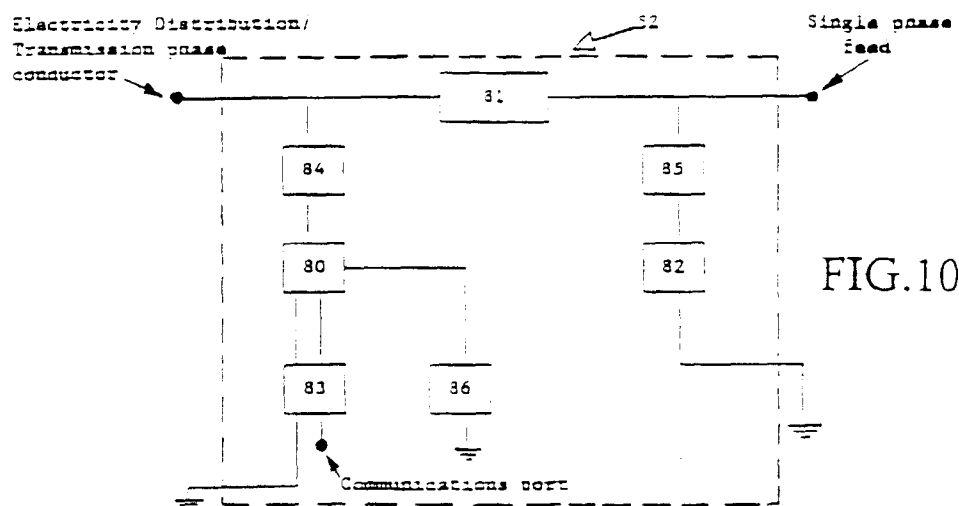 Electricity Distribution/
Transmission phase
conductor
52
Single phase
feed
81
84
85
80
82
FIG.10
83
86
Communications port